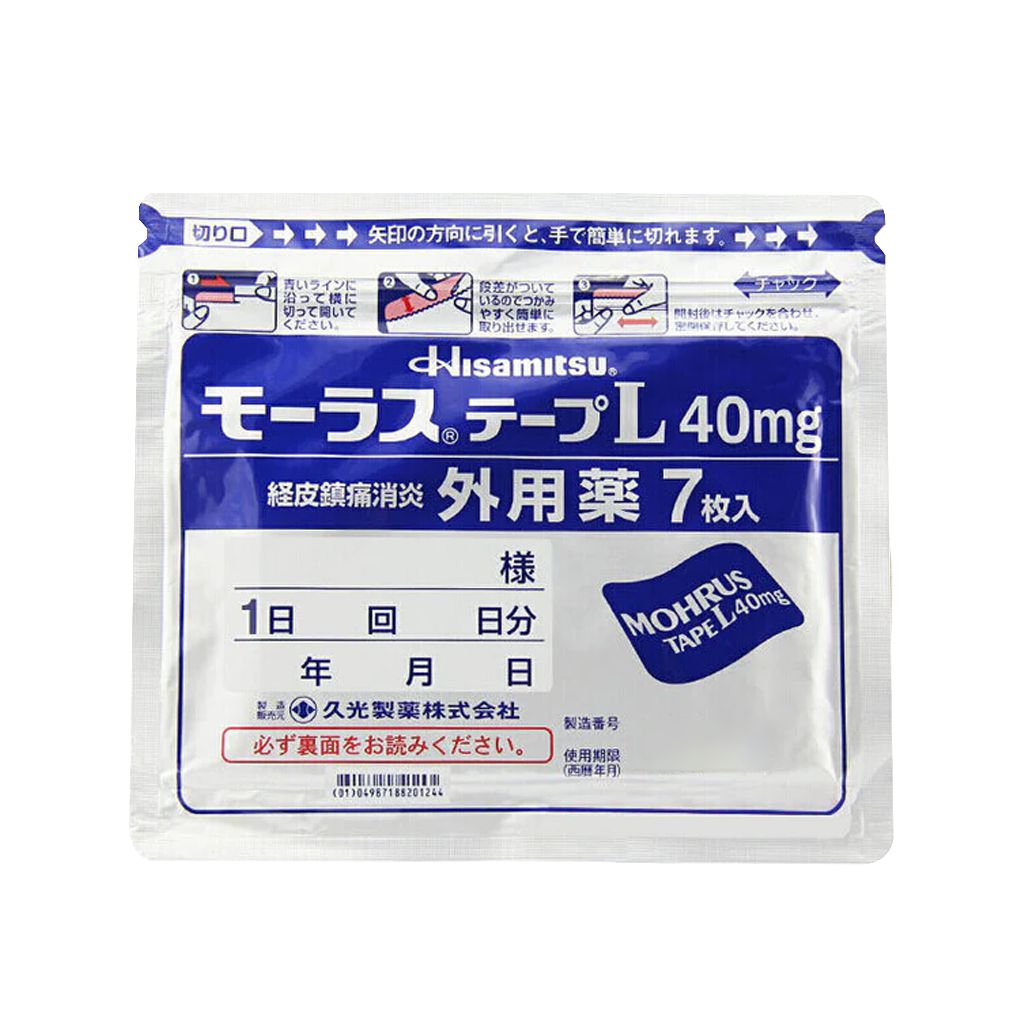 切り口 矢印の方向に引くと、手で簡単に切れます。
1
青いラインに
沿って横に
切って開いて
ください。
2
段差がついて
いるのでつかみ
やすく簡単に
取り出せます。
3
チャック
開封後はチャックを合わせ、
密閉保存してください。
Hisamitsu®
モーラス®テープL 40mg
経皮鎮痛消炎 外用薬 7枚入
様
1日 回 日分
年 月 日
MOHRUS
TAPE L40mg
製造
販売元 久光製薬株式会社
必ず裏面をお読みください。
(01)04987188201244
製造番号
使用期限
(西暦年月)